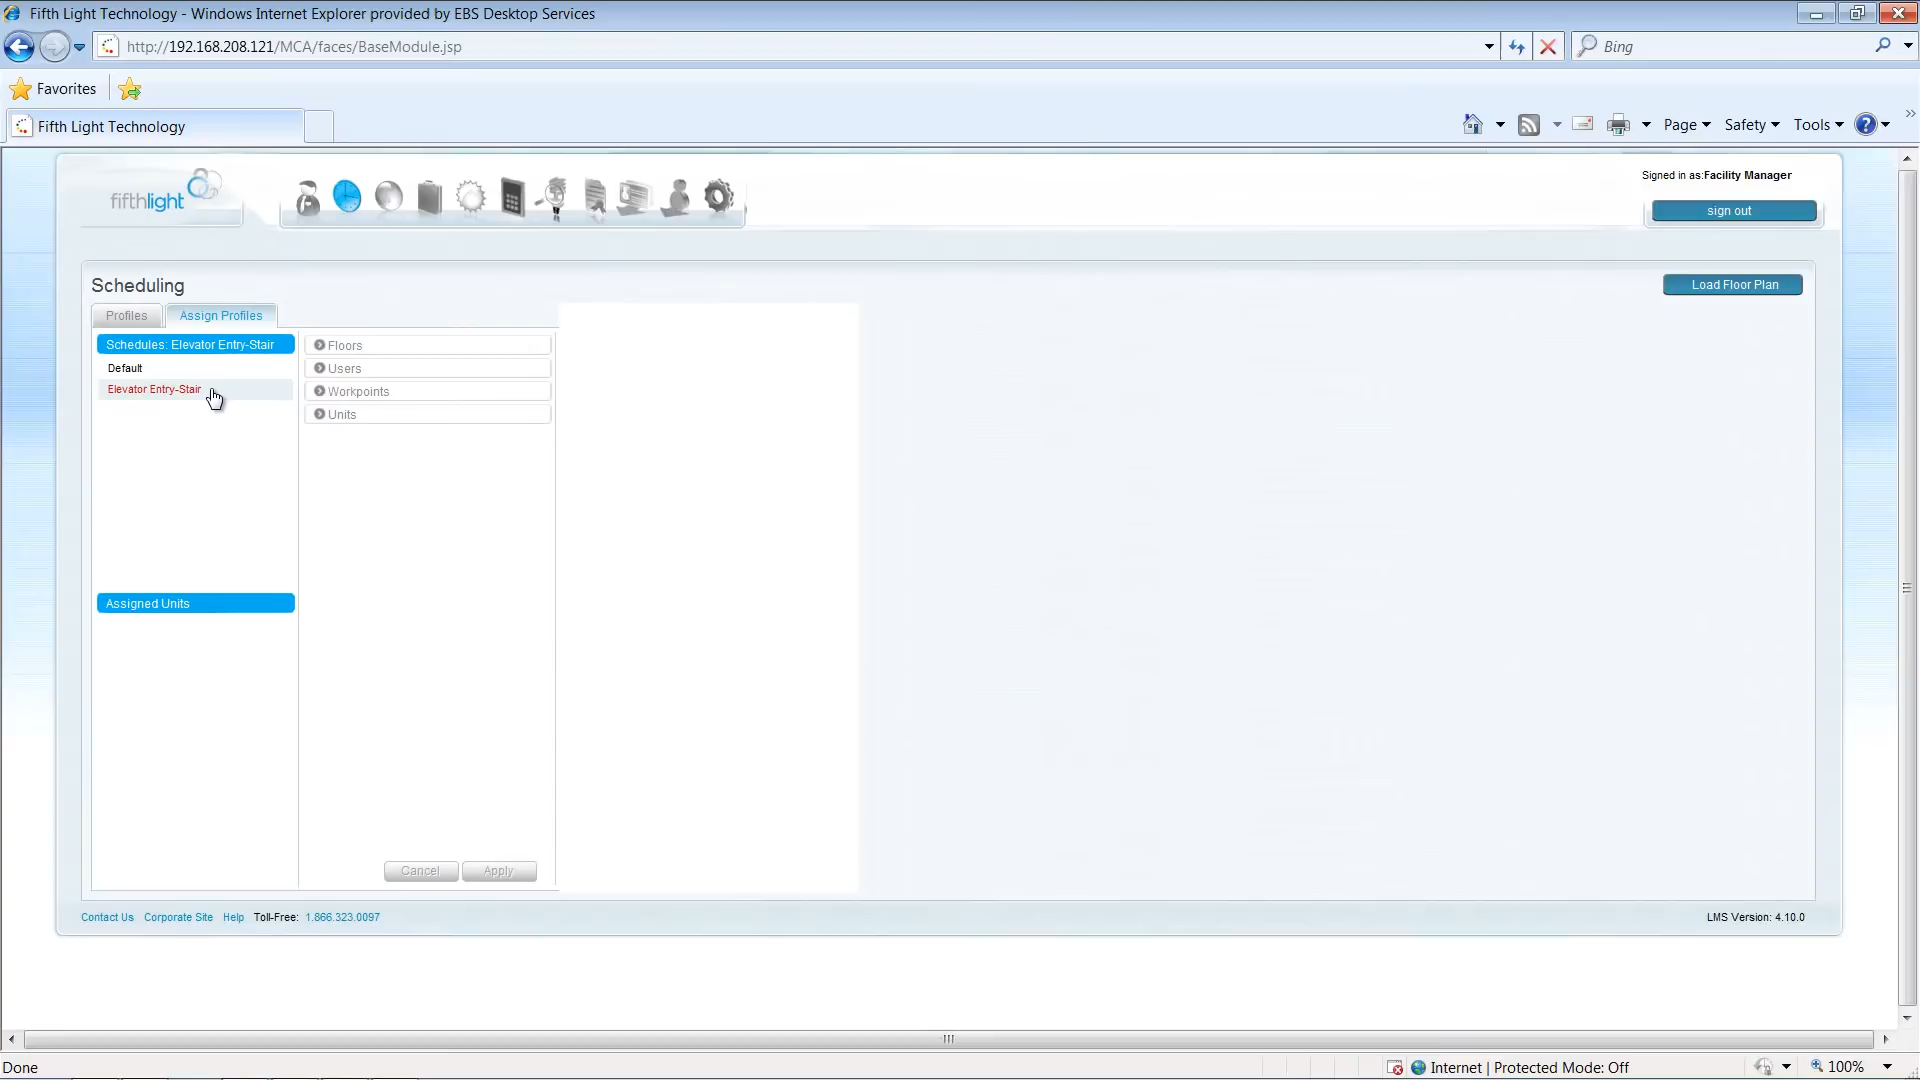 Fifth Light Technology - Windows Internet Explorer provided by EBS Desktop Services
http://192.168.208.121/MCA/faces/BaseModule.jsp
Bing
Favorites
Fifth Light Technology
Page
Safety
Tools
fifthlight
Signed in as:Facility Manager
sign out
Scheduling
Load Floor Plan
Profiles
Assign Profiles
Schedules: Elevator Entry-Stair
Default
Elevator Entry-Stair
Floors
Users
Workpoints
Units
Assigned Units
Cancel
Apply
Contact Us Corporate Site Help Toll-Free: 1.866.323.0097
LMS Version: 4.10.0
Done
Internet | Protected Mode: Off
100%